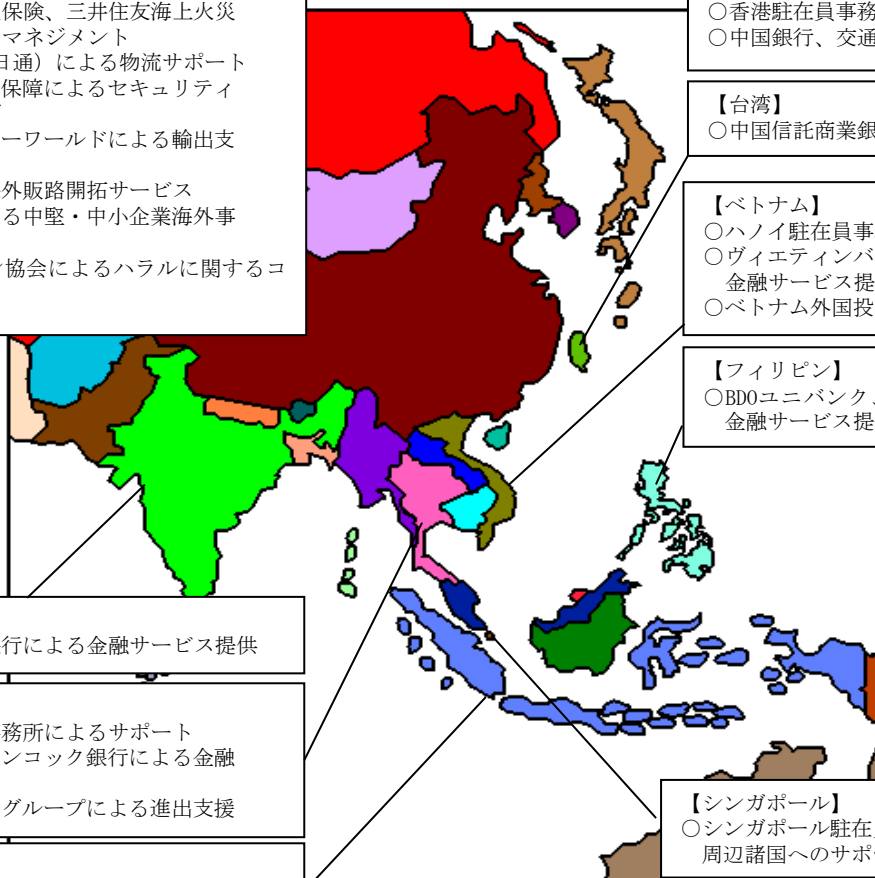 保険、三井住友海上火災
マネジメント
日通）による物流サポート
保障によるセキュリティ
ーワールドによる輸出支
外販路開拓サービス
る中堅・中小企業海外事
協会によるハラルに関するコ
○香港駐在員事務
○中国銀行、交通
【台湾】
○中国信託商業銀
【ベトナム】
○ハノイ駐在員事
○ヴィエティンバ
金融サービス提
○ベトナム外国投
【フィリピン】
○BDOユニバンク、
金融サービス提
行による金融サービス提供
務所によるサポート
ンコック銀行による金融
グループによる進出支援
【シンガポール】
○シンガポール駐在
周辺諸国へのサポ